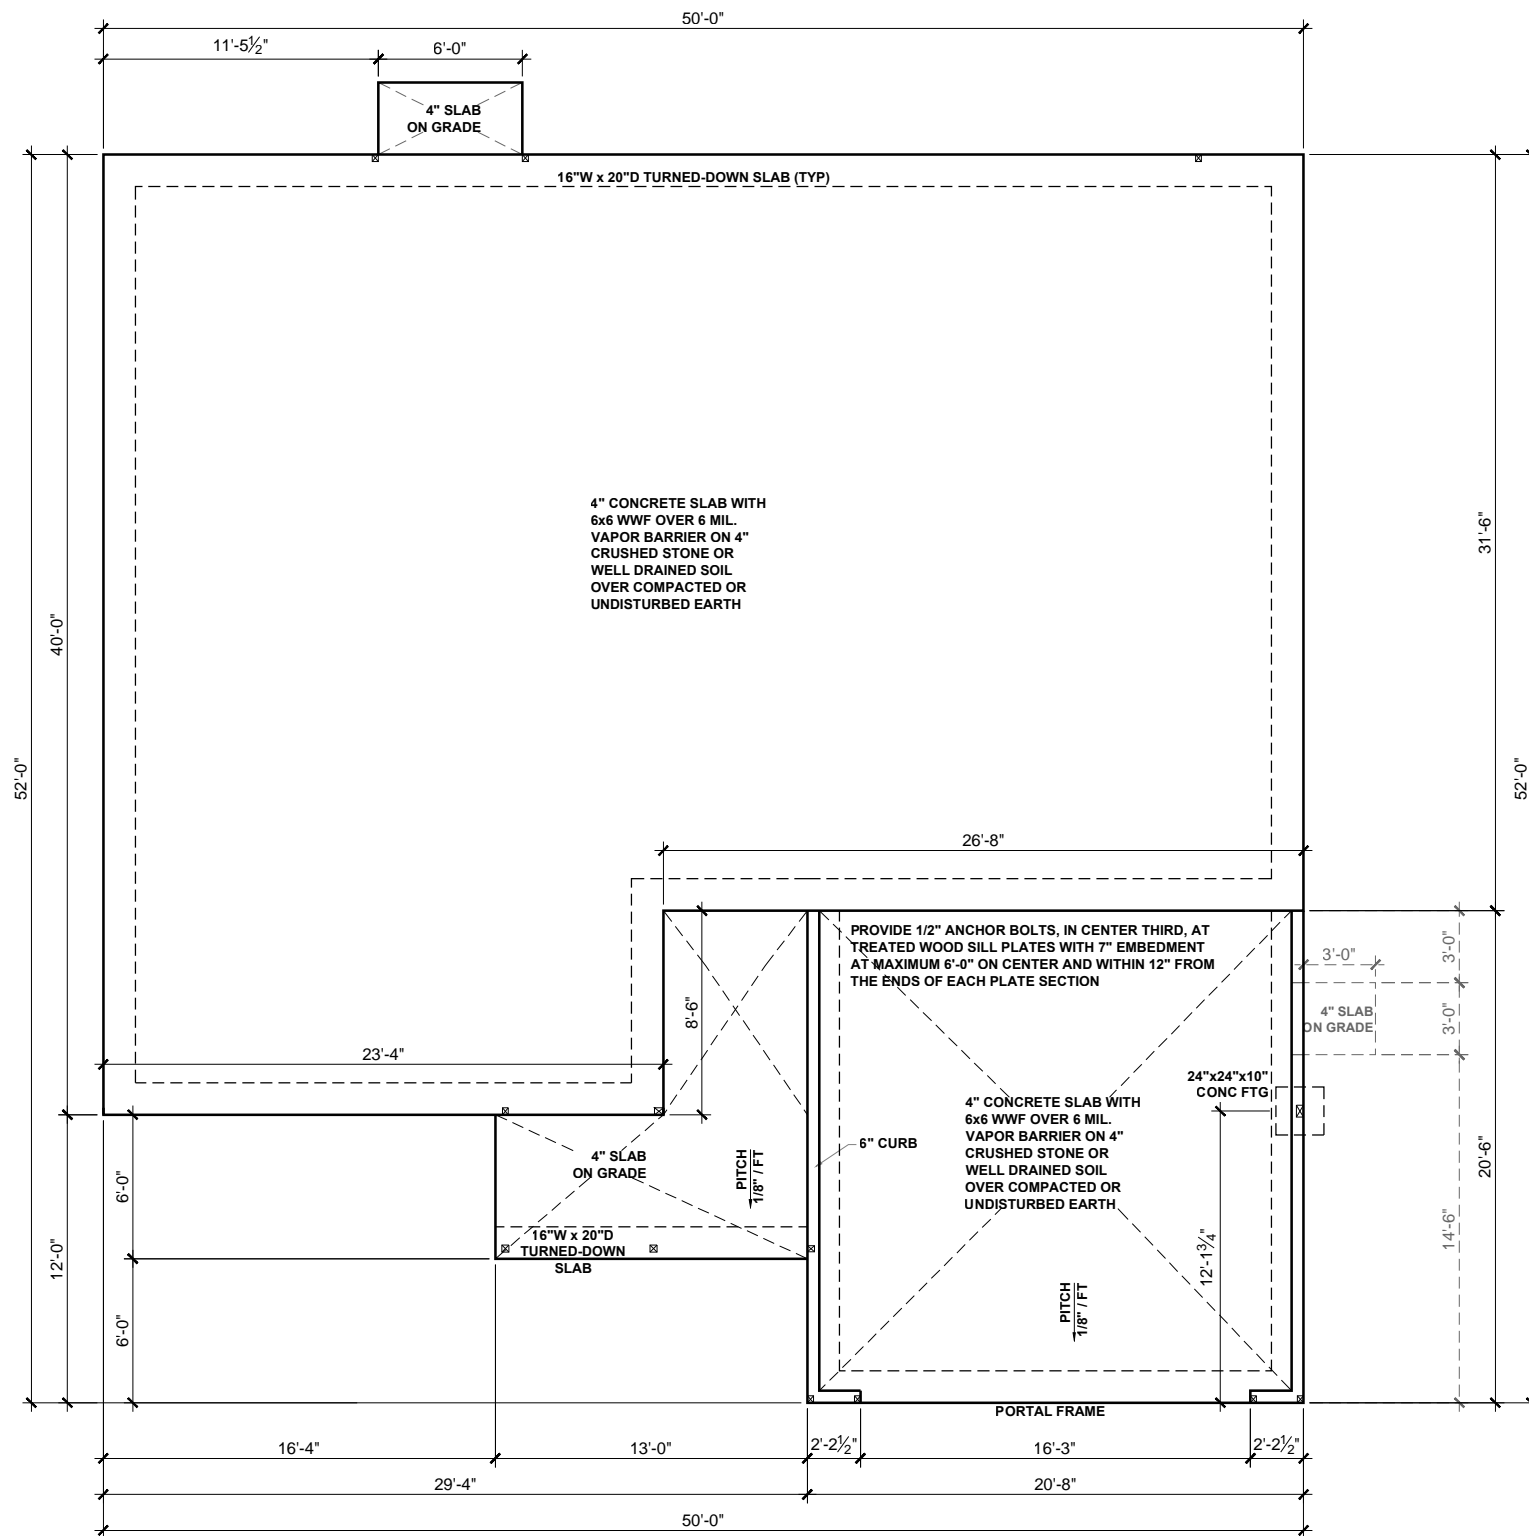 50'-0"
11'-5½"
6'-0"
4" SLAB
ON GRADE
16"W x 20"D TURNED-DOWN SLAB (TYP)
4" CONCRETE SLAB WITH
6x6 WWF OVER 6 MIL.
VAPOR BARRIER ON 4"
CRUSHED STONE OR
WELL DRAINED SOIL
OVER COMPACTED OR
UNDISTURBED EARTH
31'-6"
40'-0"
52'-0"
52'-0"
26'-8"
PROVIDE 1/2" ANCHOR BOLTS, IN CENTER THIRD, AT
TREATED WOOD SILL PLATES WITH 7" EMBEDMENT
AT MAXIMUM 6'-0" ON CENTER AND WITHIN 12" FROM
THE ENDS OF EACH PLATE SECTION
3'-0"
3'-0"
8'-6"
4" SLAB
ON GRADE
3'-0"
23'-4"
24"x24"x10"
CONC FTG
4" CONCRETE SLAB WITH
6x6 WWF OVER 6 MIL.
VAPOR BARRIER ON 4"
CRUSHED STONE OR
WELL DRAINED SOIL
OVER COMPACTED OR
UNDISTURBED EARTH
6" CURB
4" SLAB
ON GRADE
PITCH
1/8" / FT
20'-6"
6'-0"
14'-6"
16"W x 20"D
TURNED-DOWN
SLAB
12'-0"
12'-1¾"
PITCH
1/8" / FT
6'-0"
PORTAL FRAME
16'-4"
13'-0"
2'-2½"
16'-3"
2'-2½"
29'-4"
20'-8"
50'-0"